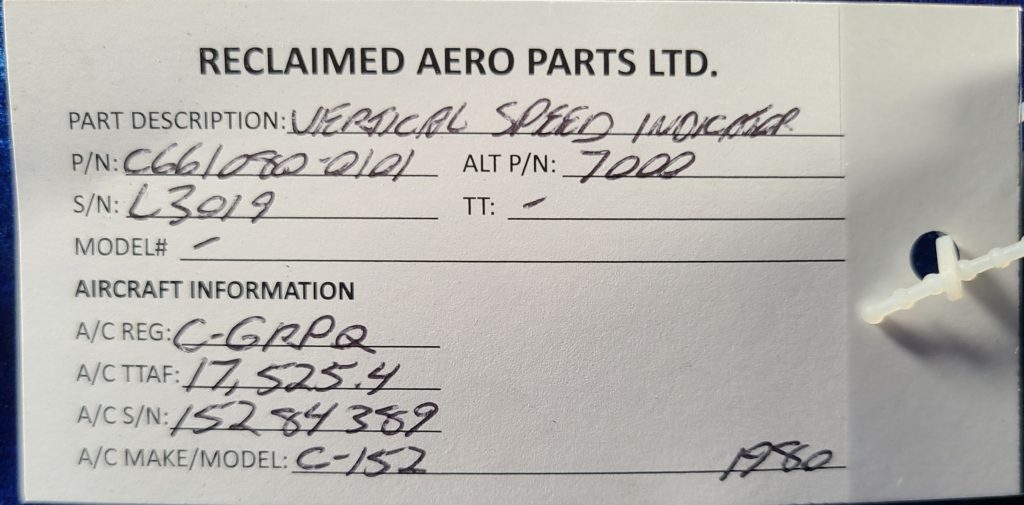 RECLAIMED AERO PARTS LTD.
PART DESCRIPTION: VERTICAL SPEED INDICATOR
P/N: C661080-0101 ALT P/N: 7000
S/N: L3019 TT: -
MODEL# -
AIRCRAFT INFORMATION
A/C REG: C-GRPQ
A/C TTAF: 17,525.4
A/C S/N: 15284389
A/C MAKE/MODEL: C-152 1980